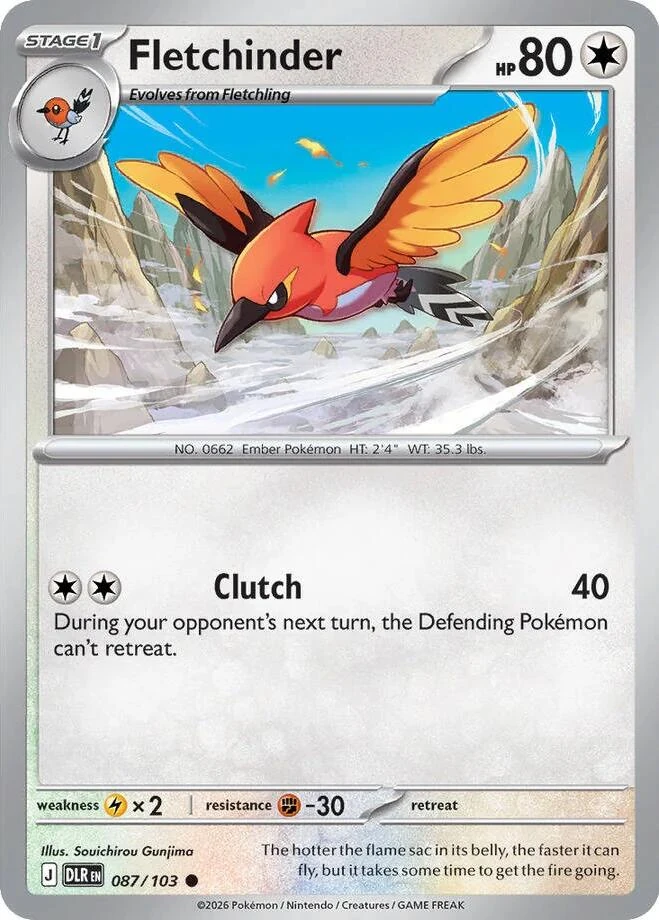 STAGE1
Fletchinder
HP 80
Evolves from Fletchling
NO. 0662 Ember Pokémon HT: 2'4" WT: 35.3 lbs.
Clutch 40
During your opponent's next turn, the Defending Pokémon
can't retreat.
weakness ×2 resistance -30 retreat
Illus. Souichirou Gunjima
The hotter the flame sac in its belly, the faster it can
fly, but it takes some time to get the fire going.
J DLR EN 087/103
©2026 Pokémon / Nintendo / Creatures / GAME FREAK